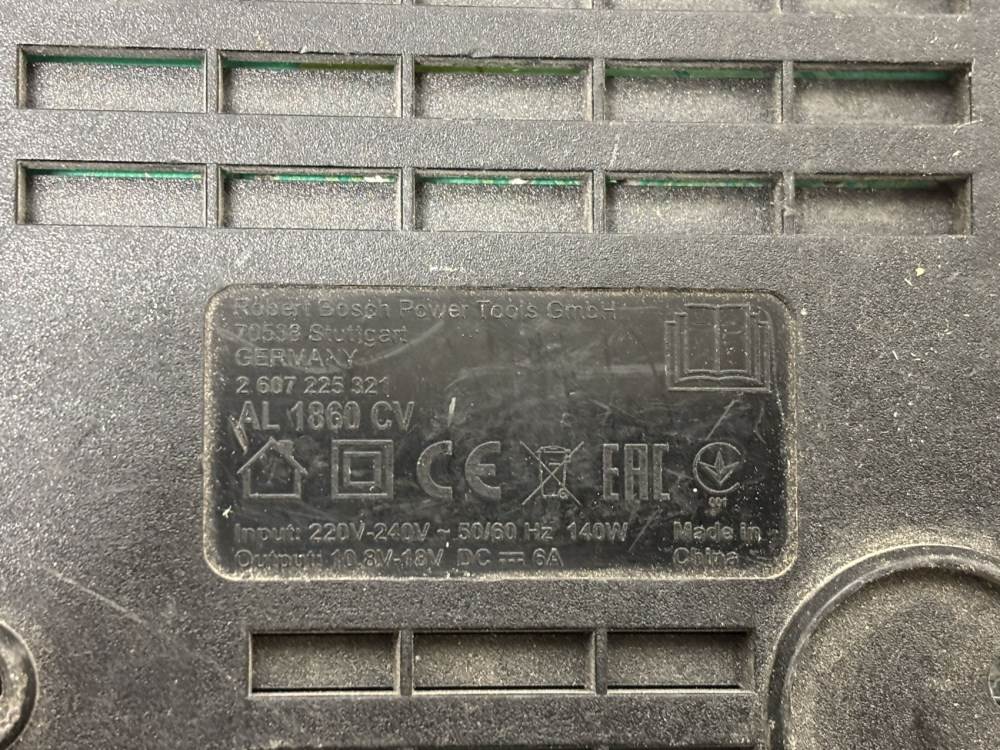 Robert Bosch Power Tools GmbH
70538 Stuttgart
GERMANY
2 607 225 321
AL 1860 CV
CE EAC
Input: 220V-240V ~ 50/60 Hz 140W
Output: 10.8V-18V DC ⎓ 6A
Made in
China